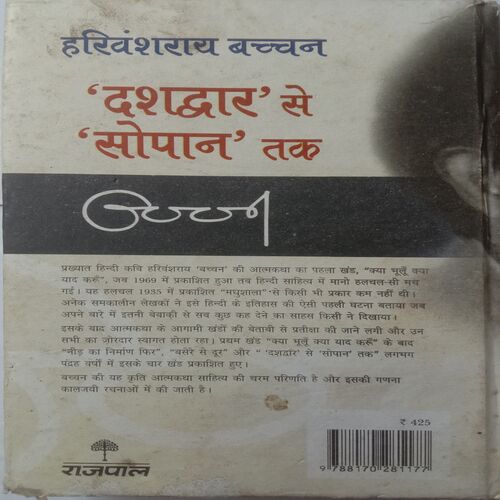 हरिवंशराय बच्चन
‘दशद्वार’ से
‘सोपान’ तक
बच्चन
प्रख्यात हिन्दी कवि हरिवंशराय ‘बच्चन’ की आत्मकथा का पहला खंड, “क्या भूलूँ क्या
याद करूँ”, जब 1969 में प्रकाशित हुआ तब हिन्दी साहित्य में मानो हलचल-सी मच
गई। यह हलचल 1935 में प्रकाशित “मधुशाला” से किसी भी प्रकार कम नहीं थी।
अनेक समकालीन लेखकों ने इसे हिन्दी के इतिहास की ऐसी पहली घटना बताया जब
अपने बारे में इतनी बेबाकी से सब कुछ कह देने का साहस किसी ने दिखाया।
इसके बाद आत्मकथा के आगामी खंडों की बेताबी से प्रतीक्षा की जाने लगी और उन
सभी का ज़ोरदार स्वागत होता रहा। प्रथम खंड “क्या भूलूँ क्या याद करूँ” के बाद
“नीड़ का निर्माण फिर”, “बसेरे से दूर” और “ ‘दशद्वार’ से ‘सोपान’ तक” लगभग
पंद्रह वर्षों में इसके चार खंड प्रकाशित हुए।
बच्चन की यह कृति आत्मकथा साहित्य की चरम परिणति है और इसकी गणना
कालजयी रचनाओं में की जाती है।
₹ 425
राजपाल
9 788170 281177